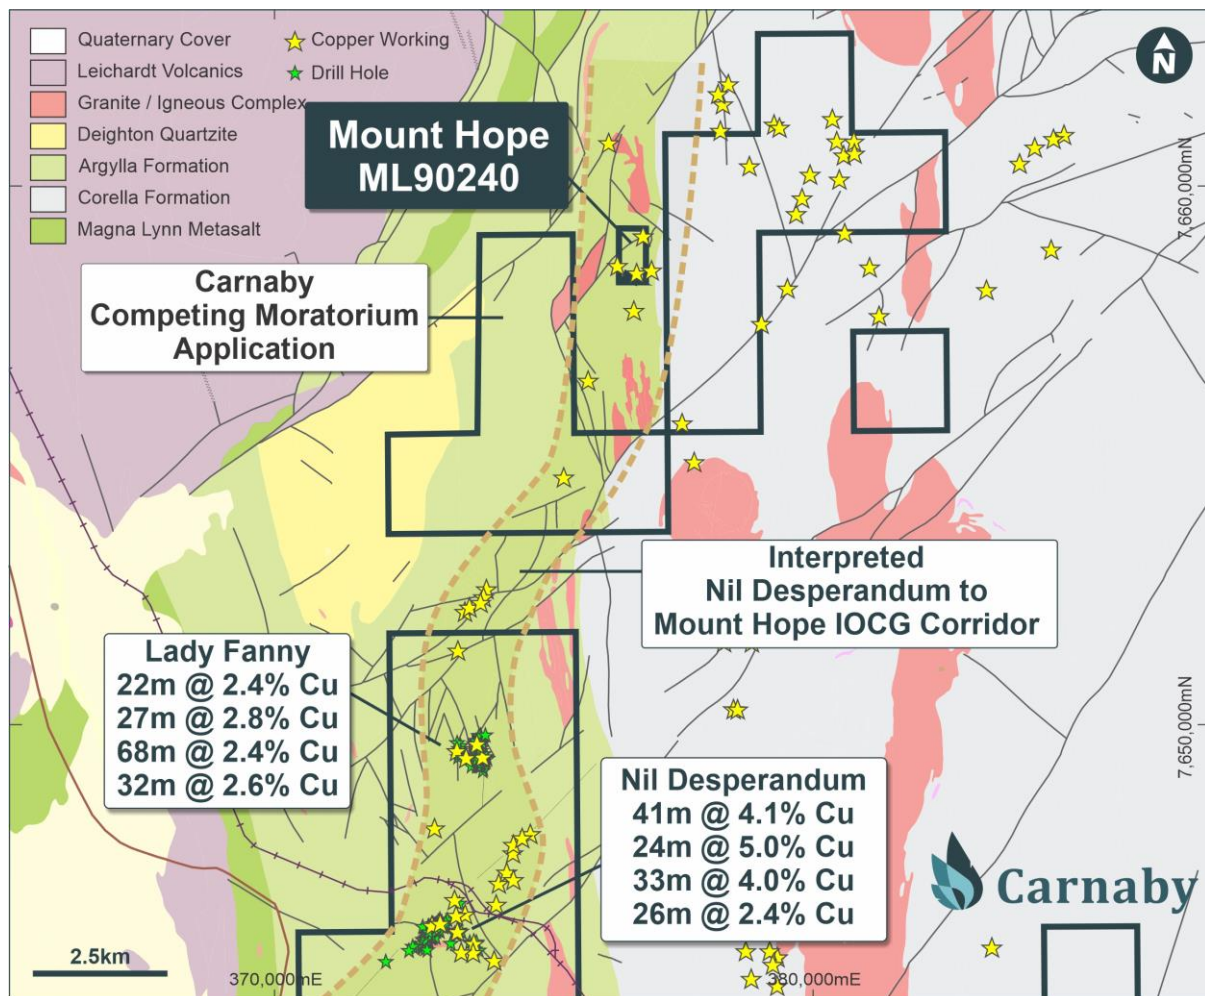 Quaternary Cover
Leichardt Volcanics
Granite / Igneous Complex
Deighton Quartzite
Argylla Formation
Corella Formation
Magna Lynn Metasalt
Copper Working
Drill Hole
N
Mount Hope
ML90240
7,660,000mN
Carnaby
Competing Moratorium
Application
Interpreted
Nil Desperandum to
Mount Hope IOCG Corridor
Lady Fanny
22m @ 2.4% Cu
27m @ 2.8% Cu
68m @ 2.4% Cu
32m @ 2.6% Cu
7,650,000mN
Nil Desperandum
41m @ 4.1% Cu
24m @ 5.0% Cu
33m @ 4.0% Cu
26m @ 2.4% Cu
Carnaby
2.5km
370,000mE
380,000mE